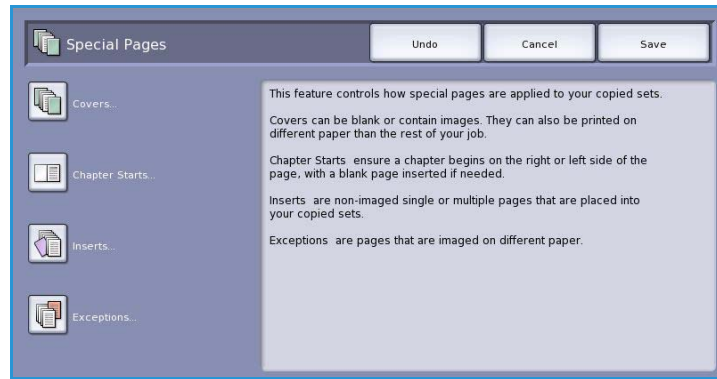 Special Pages
Undo
Cancel
Save
Covers...
Chapter Starts...
Inserts...
Exceptions...
This feature controls how special pages are applied to your copied sets.
Covers can be blank or contain images. They can also be printed on
different paper than the rest of your job.
Chapter Starts ensure a chapter begins on the right or left side of the
page, with a blank page inserted if needed.
Inserts are non-imaged single or multiple pages that are placed into
your copied sets.
Exceptions are pages that are imaged on different paper.